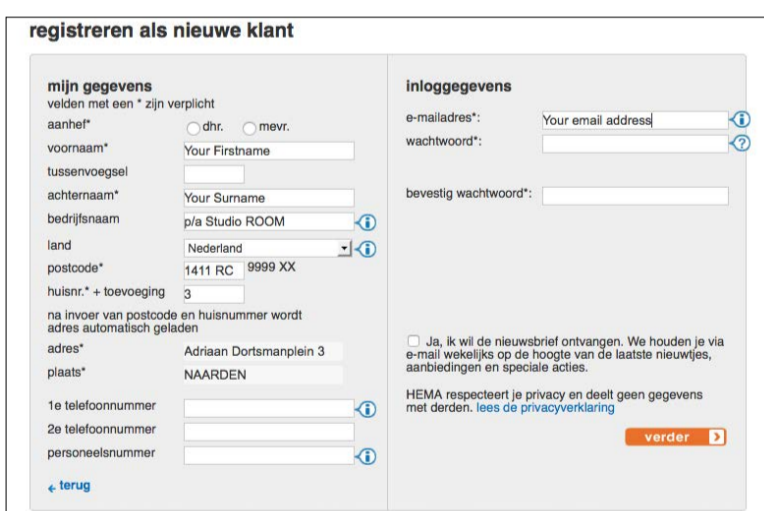 registreren als nieuwe klant
mijn gegevens
velden met een * zijn verplicht
aanhef*
dhr. mevr.
voornaam*
Your Firstname
tussenvoegsel
achternaam*
Your Surname
bedrijfsnaam
p/a Studio ROOM
land
Nederland
postcode*
1411 RC 9999 XX
huisnr.* + toevoeging
3
na invoer van postcode en huisnummer wordt
adres automatisch geladen
adres*
Adriaan Dortsmanplein 3
plaats*
NAARDEN
1e telefoonnummer
2e telefoonnummer
personeelsnummer
terug
inloggegevens
e-mailadres*:
Your email address
wachtwoord*:
bevestig wachtwoord*:
Ja, ik wil de nieuwsbrief ontvangen. We houden je via
e-mail wekelijks op de hoogte van de laatste nieuwtjes,
aanbiedingen en speciale acties.
HEMA respecteert je privacy en deelt geen gegevens
met derden. lees de privacyverklaring
verder